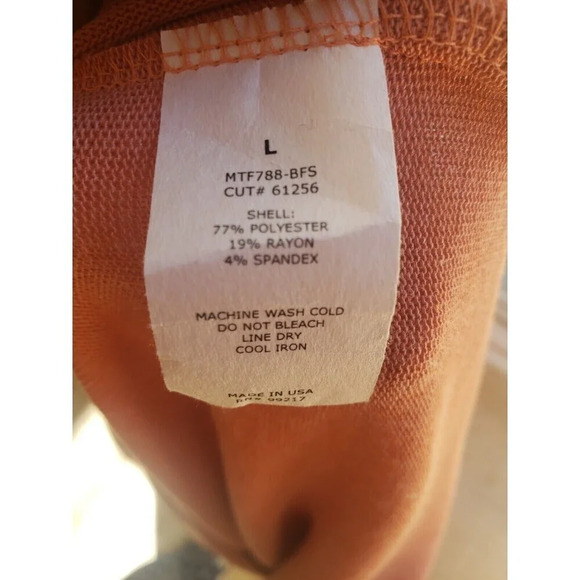 L
MTF788-BFS
CUT# 61256
SHELL:
77% POLYESTER
19% RAYON
4% SPANDEX
MACHINE WASH COLD
DO NOT BLEACH
LINE DRY
COOL IRON
MADE IN USA
RN# 99217